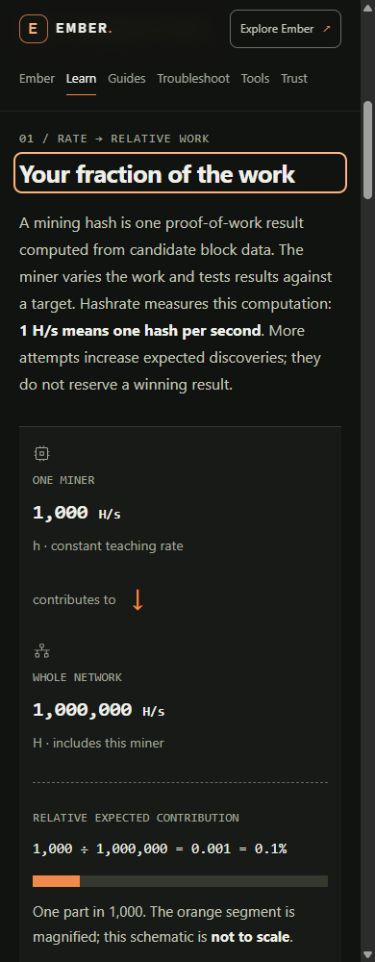 E EMBER.
Explore Ember ↗
Ember Learn Guides Troubleshoot Tools Trust
01 / RATE → RELATIVE WORK
Your fraction of the work
A mining hash is one proof-of-work result
computed from candidate block data. The
miner varies the work and tests results against
a target. Hashrate measures this computation:
1 H/s means one hash per second. More
attempts increase expected discoveries; they
do not reserve a winning result.
ONE MINER
1,000 H/s
h · constant teaching rate
contributes to ↓
WHOLE NETWORK
1,000,000 H/s
H · includes this miner
RELATIVE EXPECTED CONTRIBUTION
1,000 ÷ 1,000,000 = 0.001 = 0.1%
One part in 1,000. The orange segment is
magnified; this schematic is not to scale.